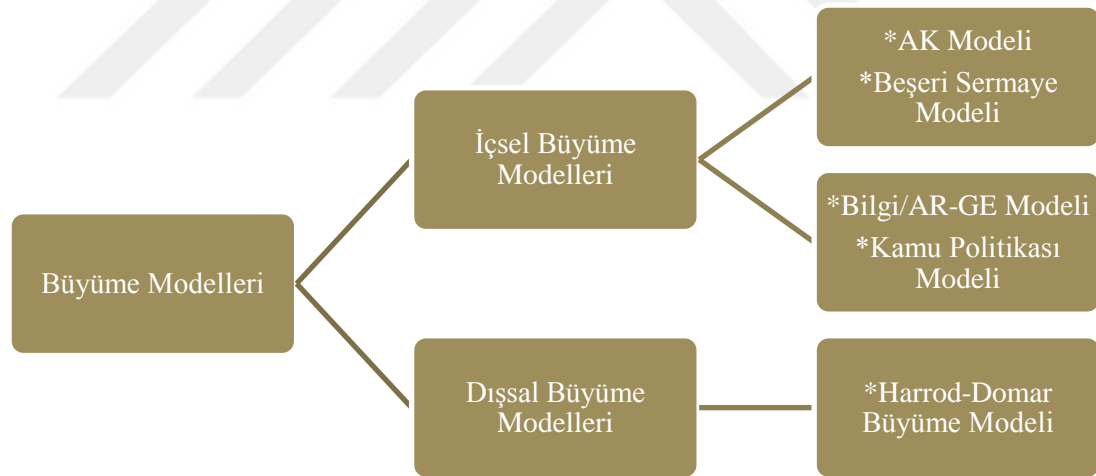 *AK Modeli
*Beşeri Sermaye
Modeli
İçsel Büyüme
Modelleri
*Bilgi/AR-GE Modeli
*Kamu Politikası
Modeli
Büyüme Modelleri
Dışsal Büyüme
Modelleri
*Harrod-Domar
Büyüme Modeli